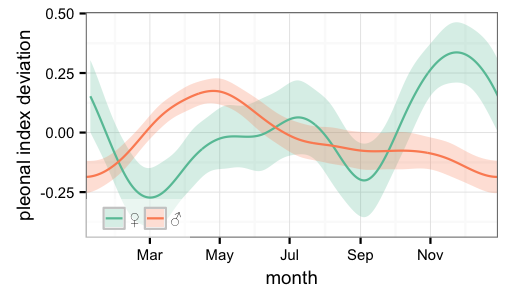 pleonal index deviation
0.50
0.25
0.00
-0.25
♀ ♂
Mar May Jul Sep Nov
month